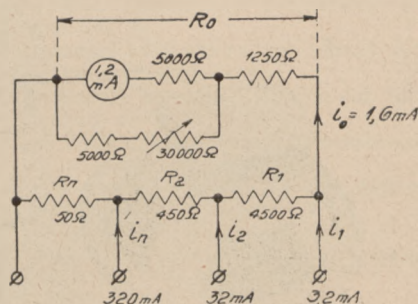 R₀
1,2
mA
5000Ω
1250Ω
i₀ = 1,6mA
5000Ω
30000Ω
Rn
R₂
R₁
50Ω
450Ω
4500Ω
in
i₂
i₁
320mA
32mA
3,2mA